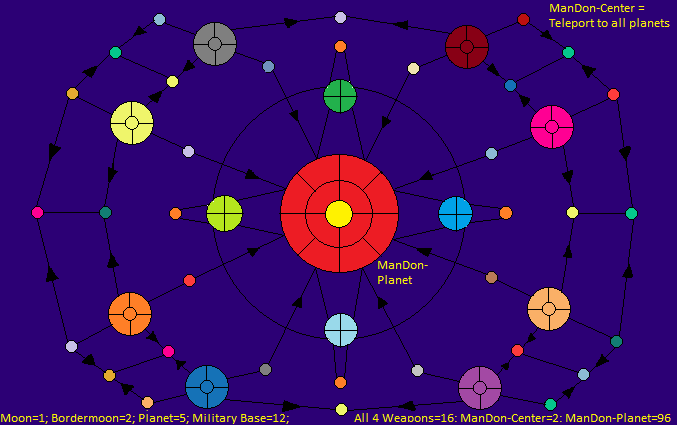 ManDon-Center =
Teleport to all planets
ManDon-
Planet
Moon=1; Bordermoon=2; Planet=5; Military Base=12;
All 4 Weapons=16: ManDon-Center=2: ManDon-Planet=96